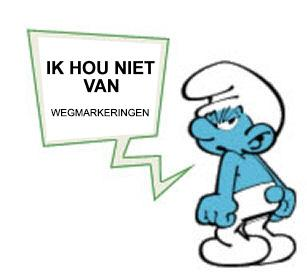 IK HOU NIET
VAN
WEGMARKERINGEN